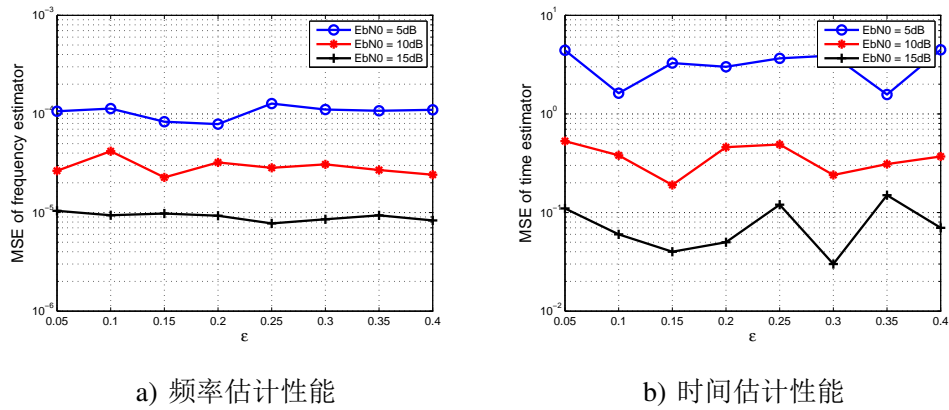 MSE of frequency estimator
10−3
10−4
10−5
10−6
EbN0 = 5dB
EbN0 = 10dB
EbN0 = 15dB
0.05 0.1 0.15 0.2 0.25 0.3 0.35 0.4
ε
a) 频率估计性能
MSE of time estimator
10^1
10^0
10−1
10−2
EbN0 = 5dB
EbN0 = 10dB
EbN0 = 15dB
0.05 0.1 0.15 0.2 0.25 0.3 0.35 0.4
ε
b) 时间估计性能